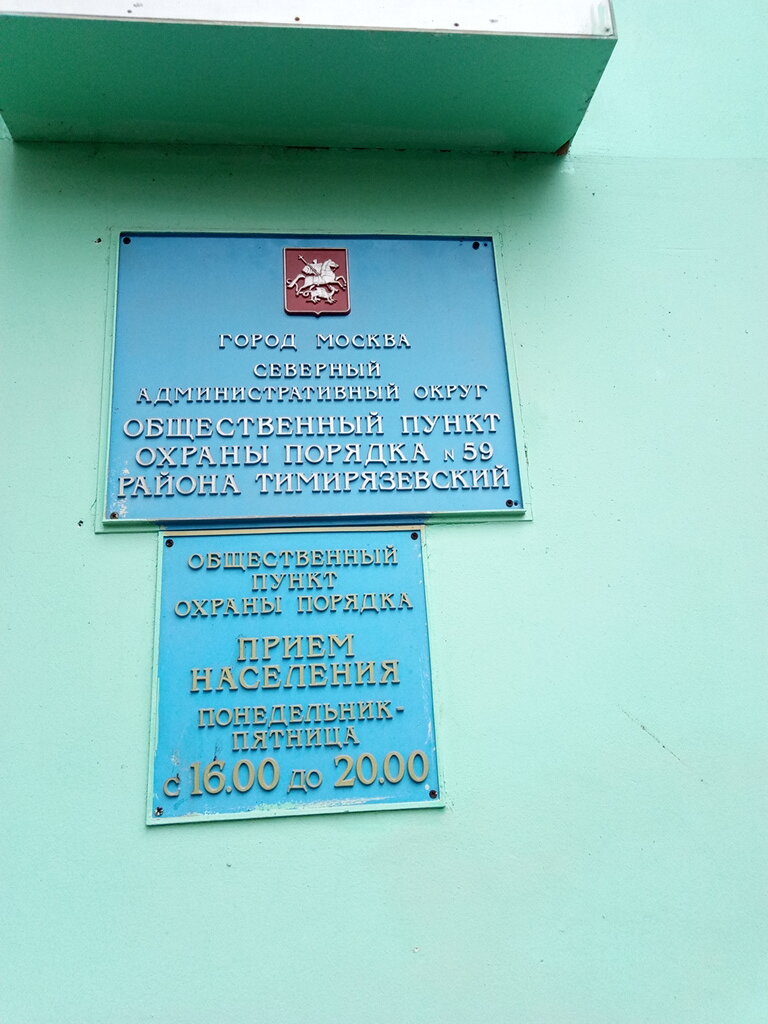 ГОРОД МОСКВА
СЕВЕРНЫЙ
АДМИНИСТРАТИВНЫЙ ОКРУГ
ОБЩЕСТВЕННЫЙ ПУНКТ
ОХРАНЫ ПОРЯДКА N 59
РАЙОНА ТИМИРЯЗЕВСКИЙ
ОБЩЕСТВЕННЫЙ
ПУНКТ
ОХРАНЫ ПОРЯДКА
ПРИЕМ
НАСЕЛЕНИЯ
ПОНЕДЕЛЬНИК-
ПЯТНИЦА
С 16.00 ДО 20.00